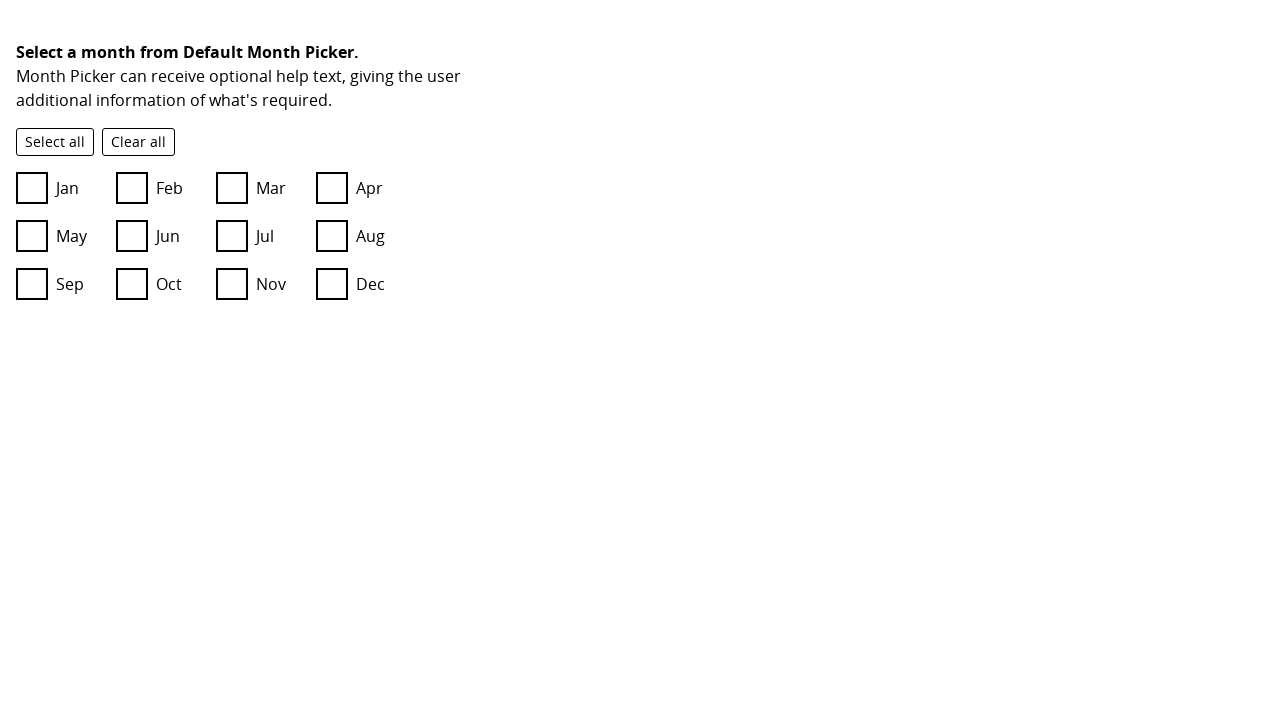 Select a month from Default Month Picker.
Month Picker can receive optional help text, giving the user
additional information of what's required.
Select all Clear all
Jan Feb Mar Apr
May Jun Jul Aug
Sep Oct Nov Dec